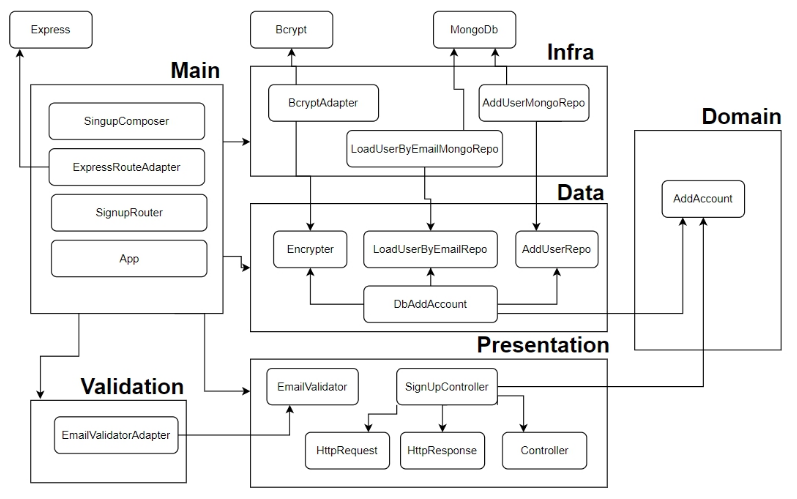 Express
Bcrypt
MongoDb
Main
Infra
SingupComposer
BcryptAdapter
AddUserMongoRepo
Domain
ExpressRouteAdapter
LoadUserByEmailMongoRepo
Data
AddAccount
SignupRouter
App
Encrypter
LoadUserByEmailRepo
AddUserRepo
DbAddAccount
Presentation
Validation
EmailValidator
SignUpController
EmailValidatorAdapter
HttpRequest
HttpResponse
Controller